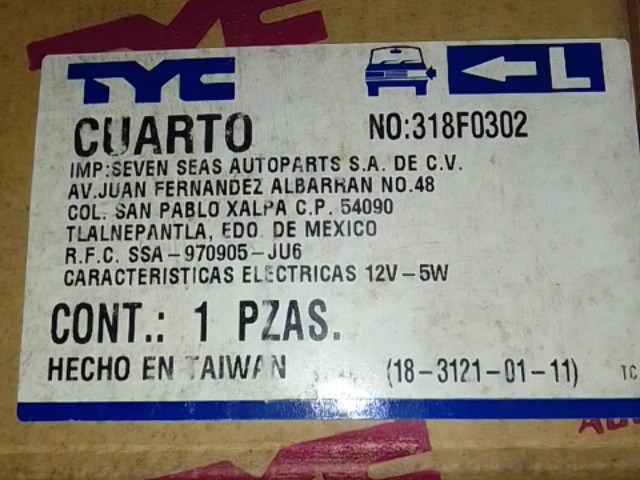 TYC
L
CUARTO
NO:318F0302
IMP:SEVEN SEAS AUTOPARTS S.A. DE C.V.
AV.JUAN FERNANDEZ ALBARRAN NO.48
COL. SAN PABLO XALPA C.P. 54090
TLALNEPANTLA, EDO. DE MEXICO
R.F.C. SSA-970905-JU6
CARACTERISTICAS ELECTRICAS 12V-5W
CONT.: 1 PZAS.
HECHO EN TAIWAN
(18-3121-01-11)
TC